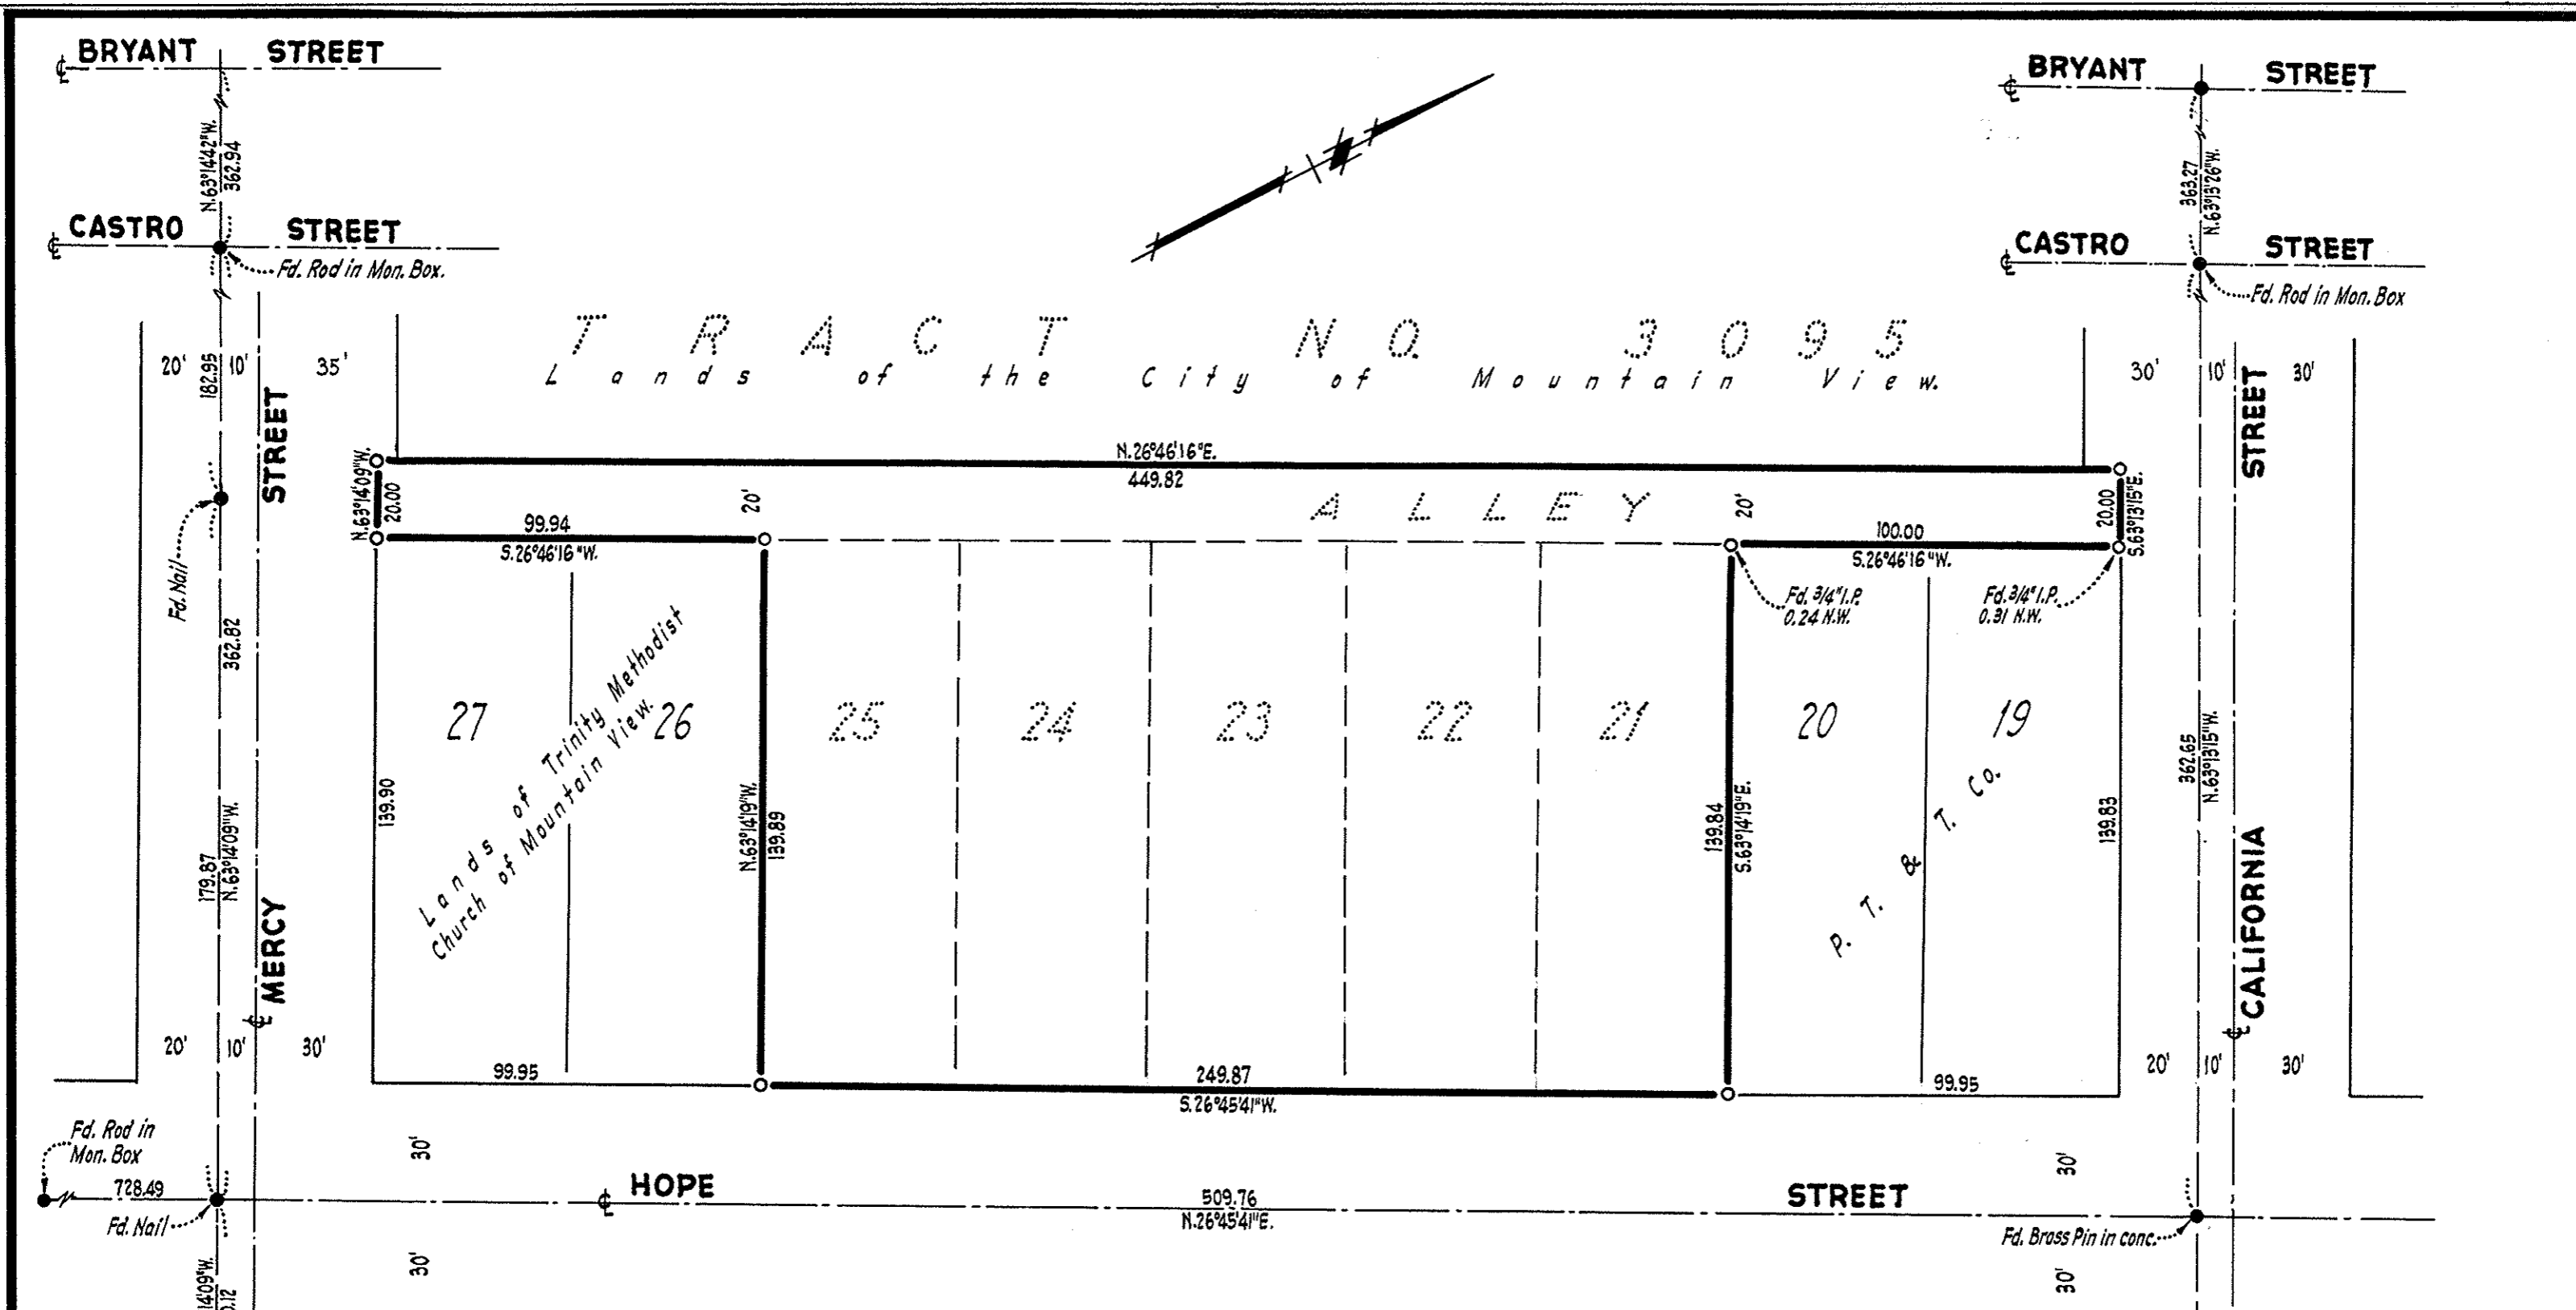 BRYANT STREET
BRYANT STREET
N.63°14'42"W.
362.94
363.27
N.63°13'26"W.
CASTRO STREET
CASTRO STREET
Fd. Rod in Mon. Box.
Fd. Rod in Mon. Box
TRACT NO. 3095
Lands of the City of Mountain View.
20' 10' 35'
182.95
30' 10' 30'
STREET
STREET
N.26°46'16"E.
449.82
N.63°14'09"W.
20.00
20'
ALLEY
20'
20.00
S.63°13'15"E.
99.94
S.26°46'16"W.
100.00
S.26°46'16"W.
Fd. Nail
Fd. 3/4" I.P.
0.24 N.W.
Fd. 3/4" I.P.
0.31 N.W.
362.82
27 26 25 24 23 22 21 20 19
Lands of Trinity Methodist
Church of Mountain View.
P. T. & T. Co.
139.90
N.63°14'19"W.
139.89
139.84
S.63°14'19"E.
139.83
362.65
N.63°13'15"W.
179.87
N.63°14'09"W.
MERCY
CALIFORNIA
20' 10' 30'
20' 10' 30'
99.95
249.87
S.26°45'41"W.
99.95
Fd. Rod in
Mon. Box
30'
30'
728.49
HOPE STREET
509.76
N.26°45'41"E.
Fd. Nail
Fd. Brass Pin in conc.
30'
30'
14'09"W.
.12